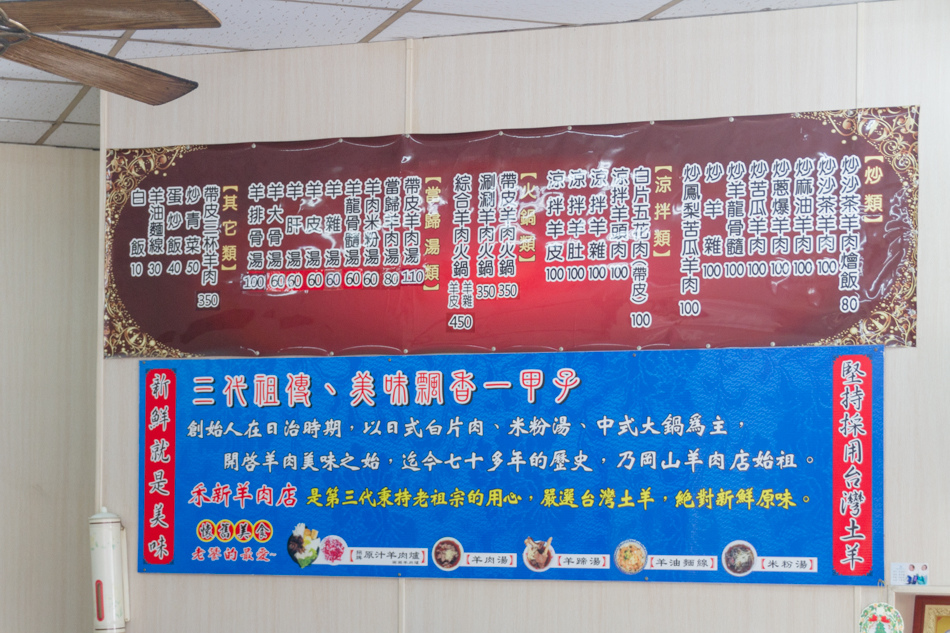 【炒類】
炒沙茶羊肉燴飯 80
炒沙茶羊肉 100
炒麻油羊肉 100
炒蔥爆羊肉 100
炒苦瓜羊肉 100
炒羊龍骨髓 100
炒羊雜 100
炒鳳梨苦瓜羊肉 100
【涼拌類】
白片五花肉(帶皮) 100
涼拌羊頭肉 100
涼拌羊雜 100
涼拌羊肚 100
涼拌羊皮 100
【火鍋類】
帶皮羊肉火鍋 350
涮涮羊肉火鍋 350
綜合羊肉火鍋 羊雜 羊皮 450
【當歸湯類】
帶皮羊肉湯 110
當歸羊肉湯 80
羊肉米粉湯 60
羊龍骨髓湯 60
羊雜湯 60
羊皮湯 60
羊肝湯 60
羊大骨湯 60
羊排骨湯 100
【其它類】
帶皮三杯羊肉 350
炒青菜 50
蛋炒飯 40
羊油麵線 30
白飯 10
堅持採用台灣土羊
三代祖傳、美味飄香一甲子
創始人在日治時期，以日式白片肉、米粉湯、中式大鍋為主，
開啓羊肉美味之始，迄今七十多年的歷史，乃岡山羊肉店始祖。
禾新羊肉店 是第三代秉持老祖宗的用心，嚴選台灣土羊，絕對新鮮原味。
懷舊美食
老饕的最愛~
原汁羊肉爐
【羊肉湯】
【羊蹄湯】
【羊油麵線】
【米粉湯】
新鮮就是美味